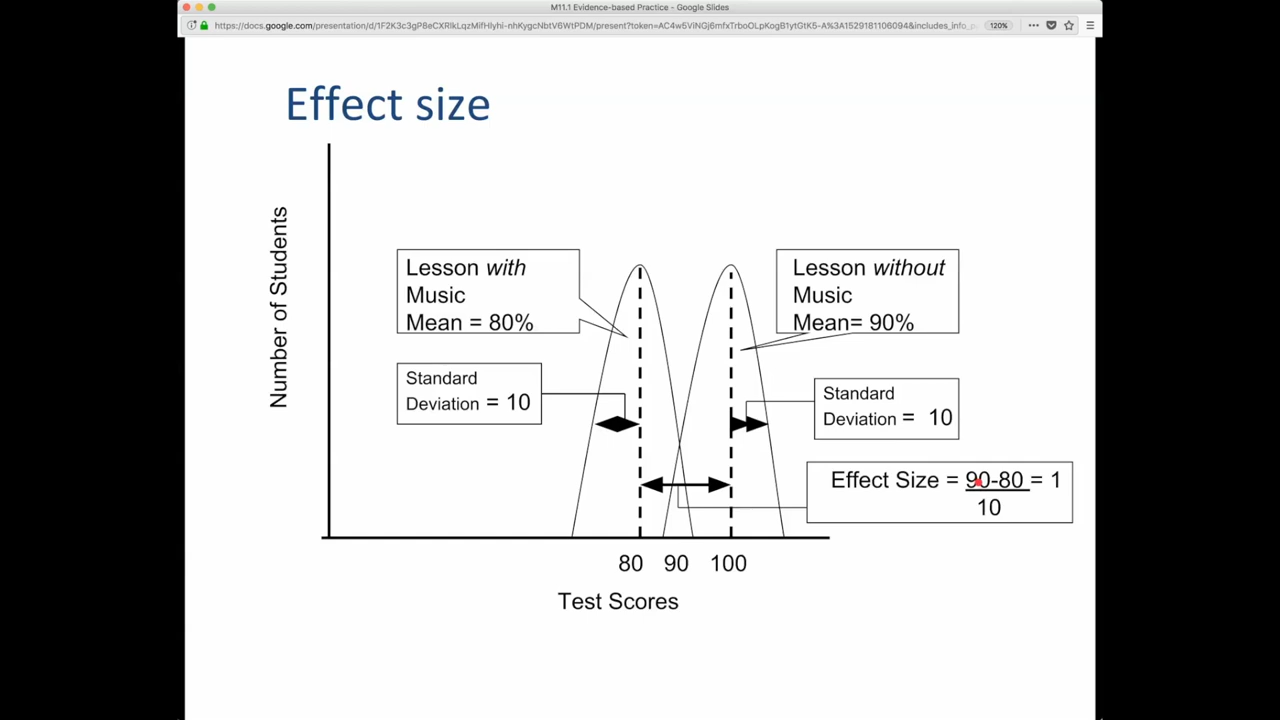 M11.1 Evidence-based Practice - Google Slides
Effect size
Number of Students
Lesson with
Music
Mean = 80%
Lesson without
Music
Mean= 90%
Standard
Deviation = 10
Standard
Deviation = 10
Effect Size = 90-80 = 1
10
80 90 100
Test Scores
120%